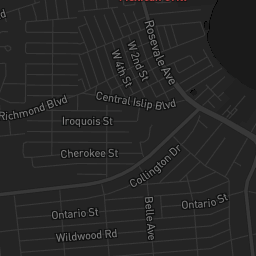 Rosevale Ave
W 2nd St
W 4th St
Central Islip Blvd
Richmond Blvd
Iroquois St
Cherokee St
Collington Dr
Ontario St
Belle Ave
Ontario St
Wildwood Rd